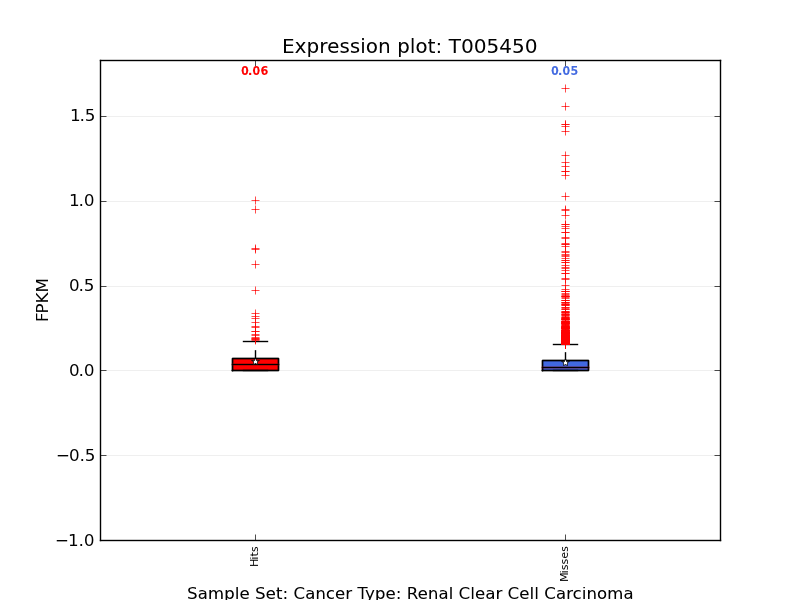 Expression plot: T005450
0.06 0.05
1.5
1.0
0.5
0.0
−0.5
−1.0
FPKM
Hits Misses
Sample Set: Cancer Type: Renal Clear Cell Carcinoma